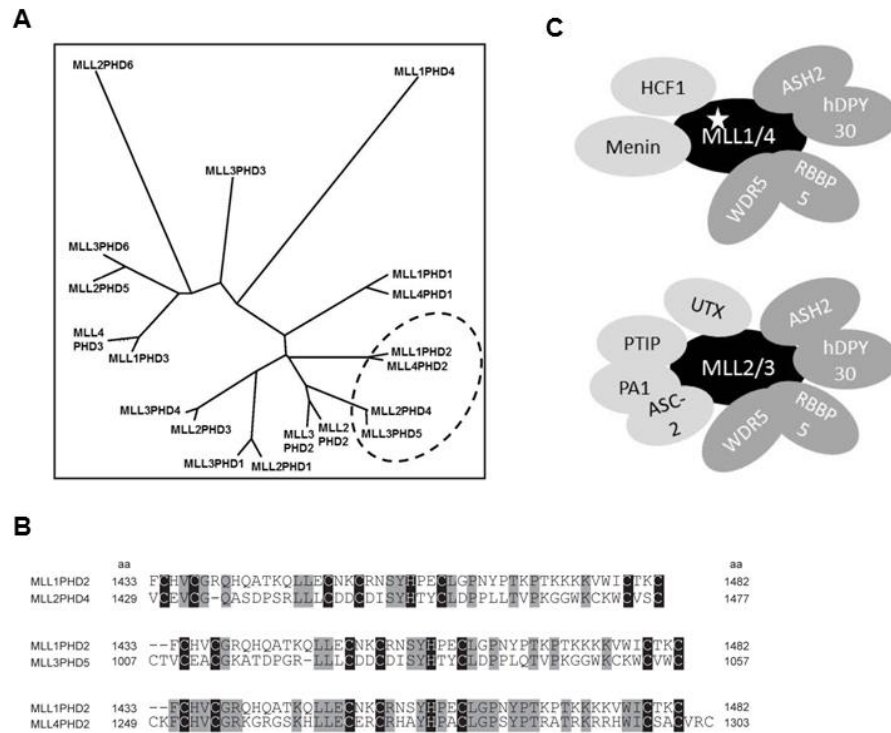 A
MLL2PHD6
MLL1PHD4
MLL3PHD3
MLL3PHD6
MLL2PHD5
MLL4
PHD3
MLL1PHD3
MLL1PHD1
MLL4PHD1
MLL1PHD2
MLL4PHD2
MLL3PHD4
MLL2PHD3
MLL3PHD1
MLL2PHD1
MLL3
PHD2
MLL2
PHD2
MLL2PHD4
MLL3PHD5
C
HCF1
Menin
MLL1/4
ASH2
hDPY
30
RBBP
5
WDR5
UTX
PTIP
PA1
ASC-
2
MLL2/3
ASH2
hDPY
30
RBBP
5
WDR5
B
aa aa
MLL1PHD2 1433 FCHVCGRQHQATKQLLECNKCRNSYHPECLGPNYPTKPTKKKKVWICTKC 1482
MLL2PHD4 1429 VCEVCG-QASDPSRLLLCDDCDISYHTYCLDPPLLTVPKGGWKCKWCVSC 1477
MLL1PHD2 1433 --FCHVCGRQHQATKQLLECNKCRNSYHPECLGPNYPTKPTKKKKVWICTKC 1482
MLL3PHD5 1007 CTVCEACGKATDPGR-LLLCDDCDISYHTYCLDPPLQTVPKGGWKCKWCVWC 1057
MLL1PHD2 1433 --FCHVCGRQHQATKQLLECNKCRNSYHPECLGPNYPTKPTKKKKVWICTKC 1482
MLL4PHD2 1249 CKFCHVCGRKGRGSKHLLECERCRHAYHPACLGPSYPTRATRKRRHWICSACVRC 1303